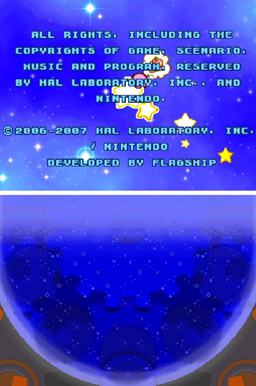 ALL RIGHTS, INCLUDING THE
COPYRIGHTS OF GAME, SCENARIO,
MUSIC AND PROGRAM, RESERVED
BY HAL LABORATORY, INC., AND
NINTENDO.
©2006-2007 HAL LABORATORY, INC.
/ NINTENDO
DEVELOPED BY FLAGSHIP